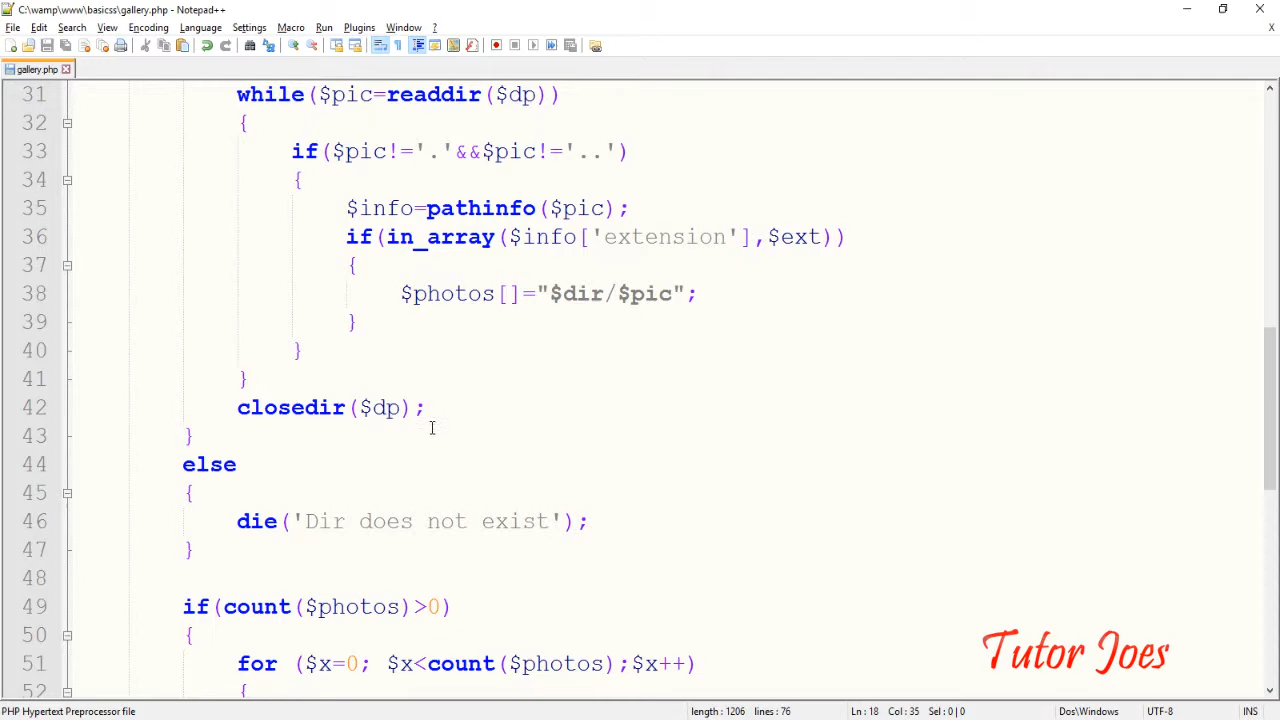 C:\wamp\www\basicss\gallery.php - Notepad++
File Edit Search View Encoding Language Settings Macro Run Plugins Window ?
X
gallery.php
31 while($pic=readdir($dp))
32 {
33 if($pic!='.'&&$pic!='..')
34 {
35 $info=pathinfo($pic);
36 if(in_array($info['extension'],$ext))
37 {
38 $photos[]="$dir/$pic";
39 }
40 }
41 }
42 closedir($dp);
43 }
44 else
45 {
46 die('Dir does not exist');
47 }
48
49 if(count($photos)>0)
50 {
51 for ($x=0; $x<count($photos);$x++)
52 {
Tutor Joes
PHP Hypertext Preprocessor file length : 1206 lines : 76 Ln : 18 Col : 35 Sel : 0 | 0 Dos\Windows UTF-8 INS